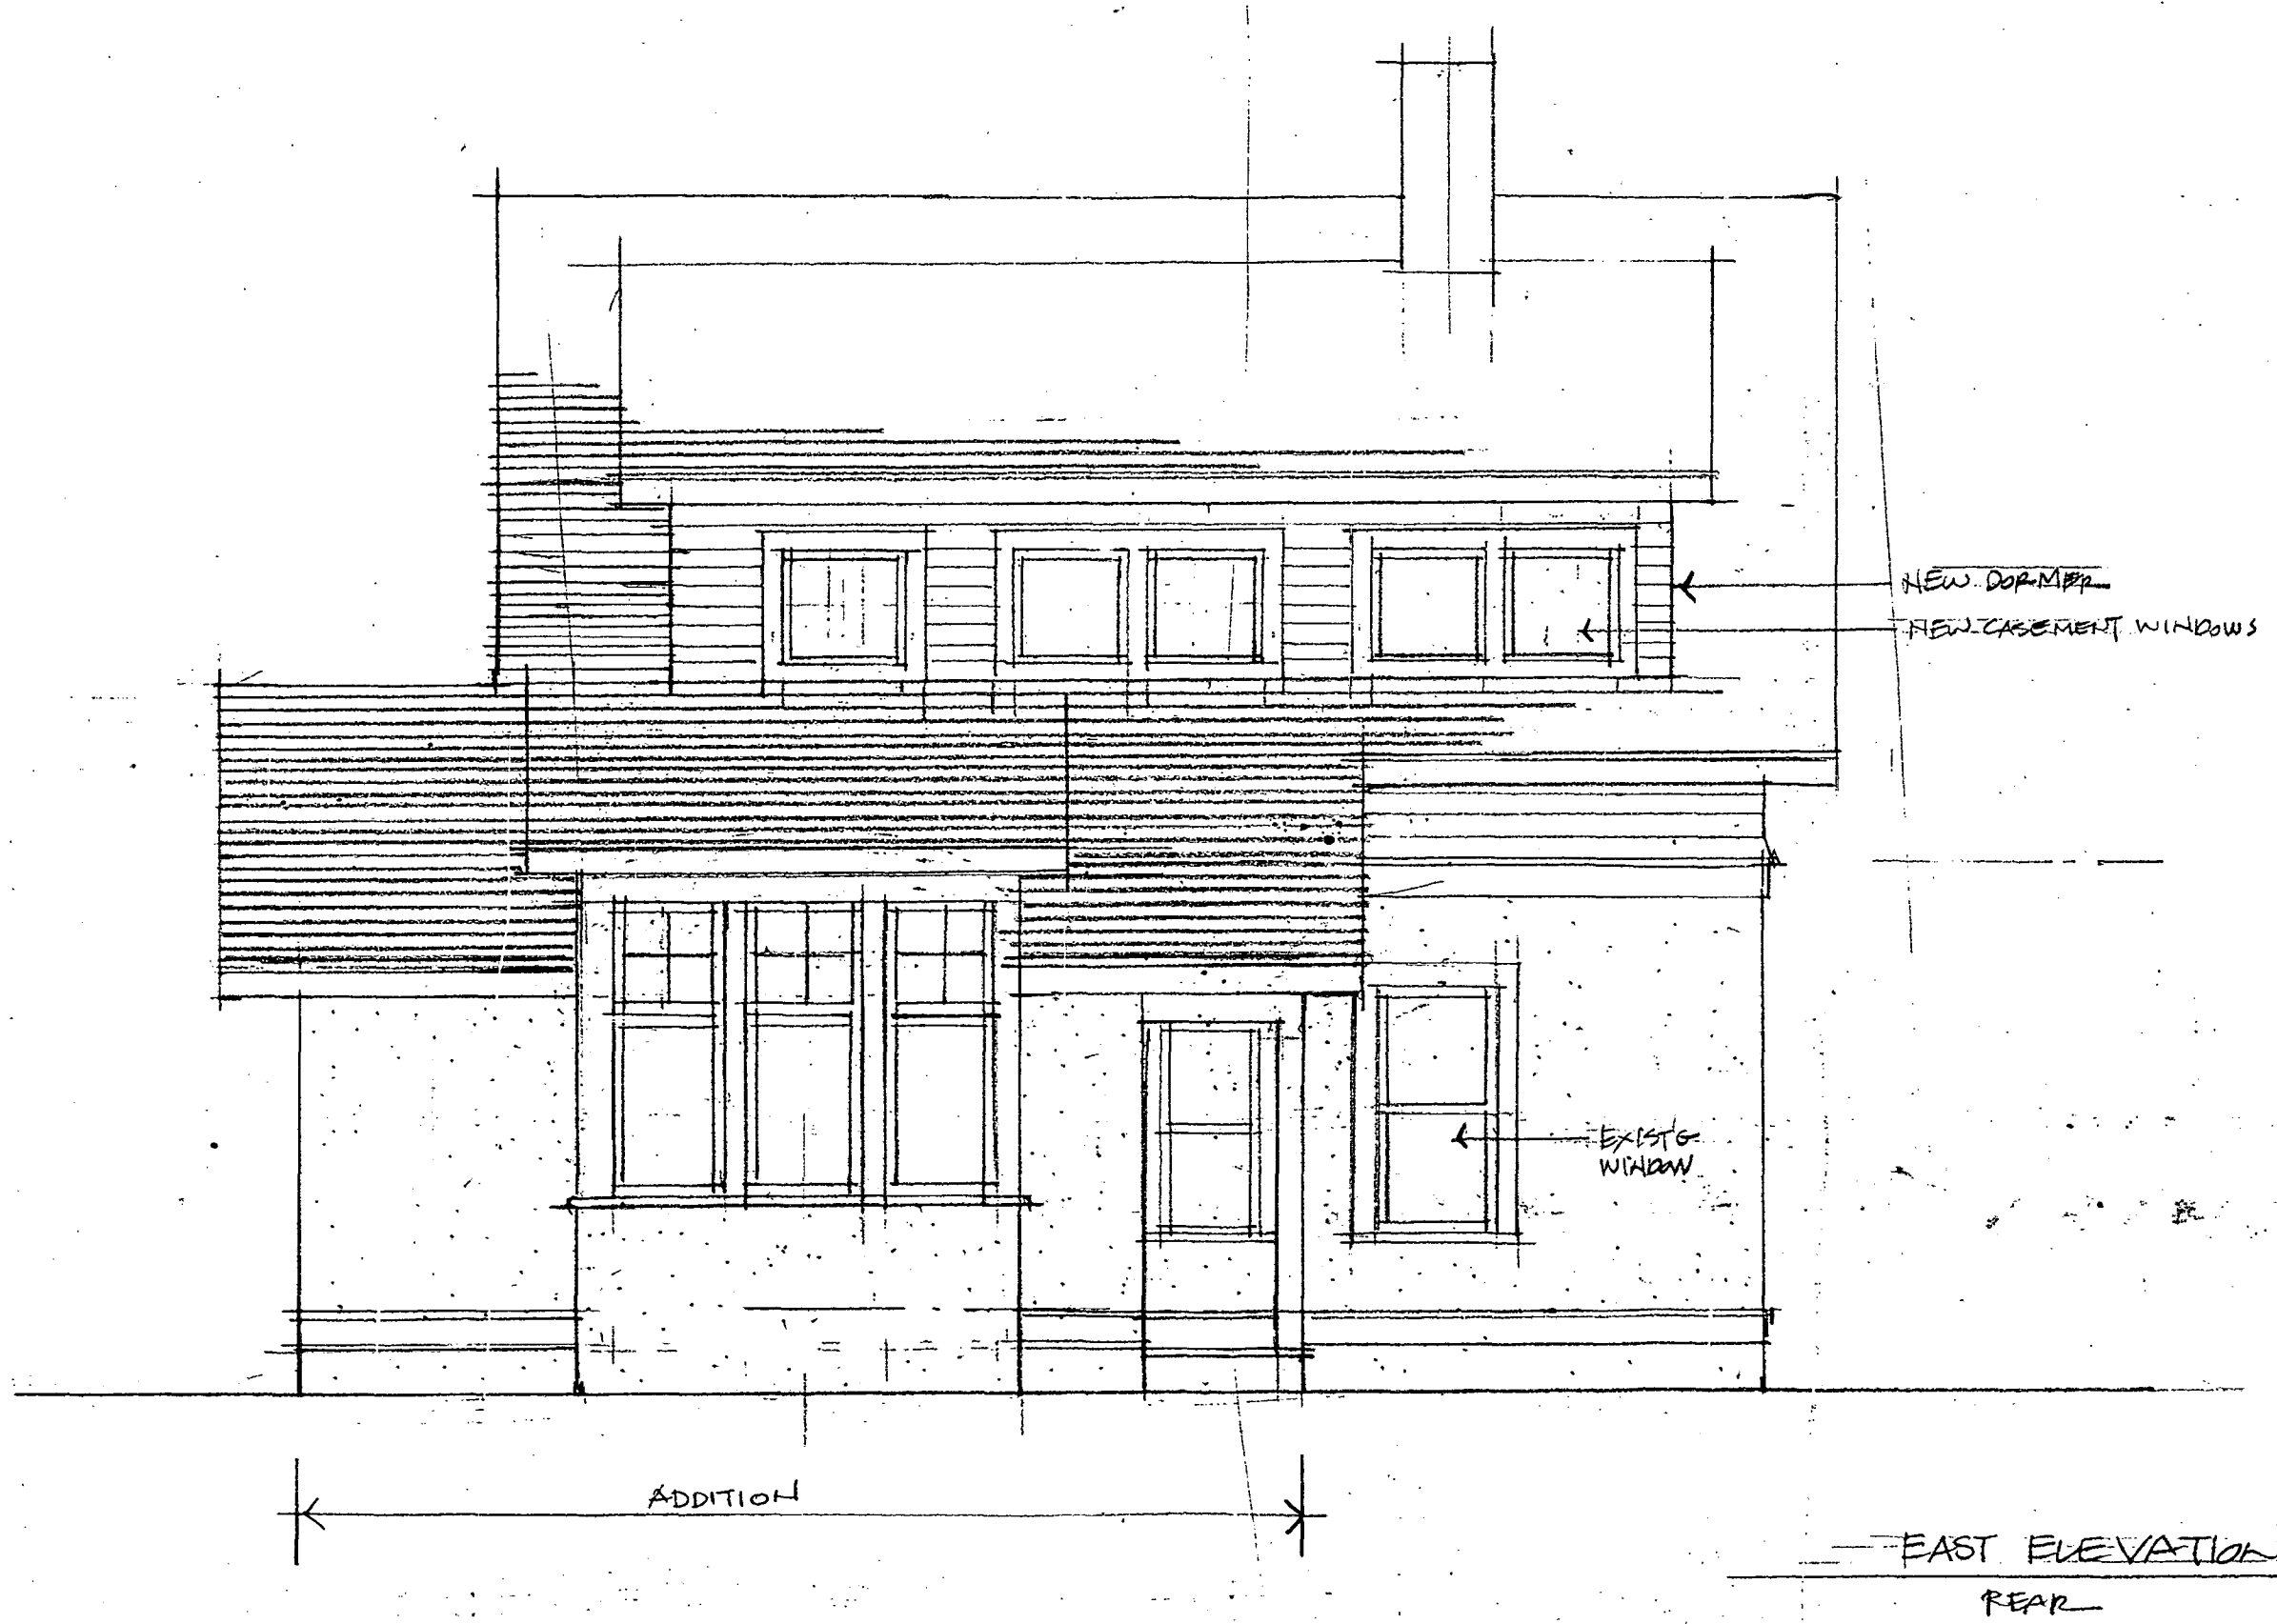 NEW DORMER
NEW CASEMENT WINDOWS
EXIST'G
WINDOW
ADDITION
EAST ELEVATION
REAR